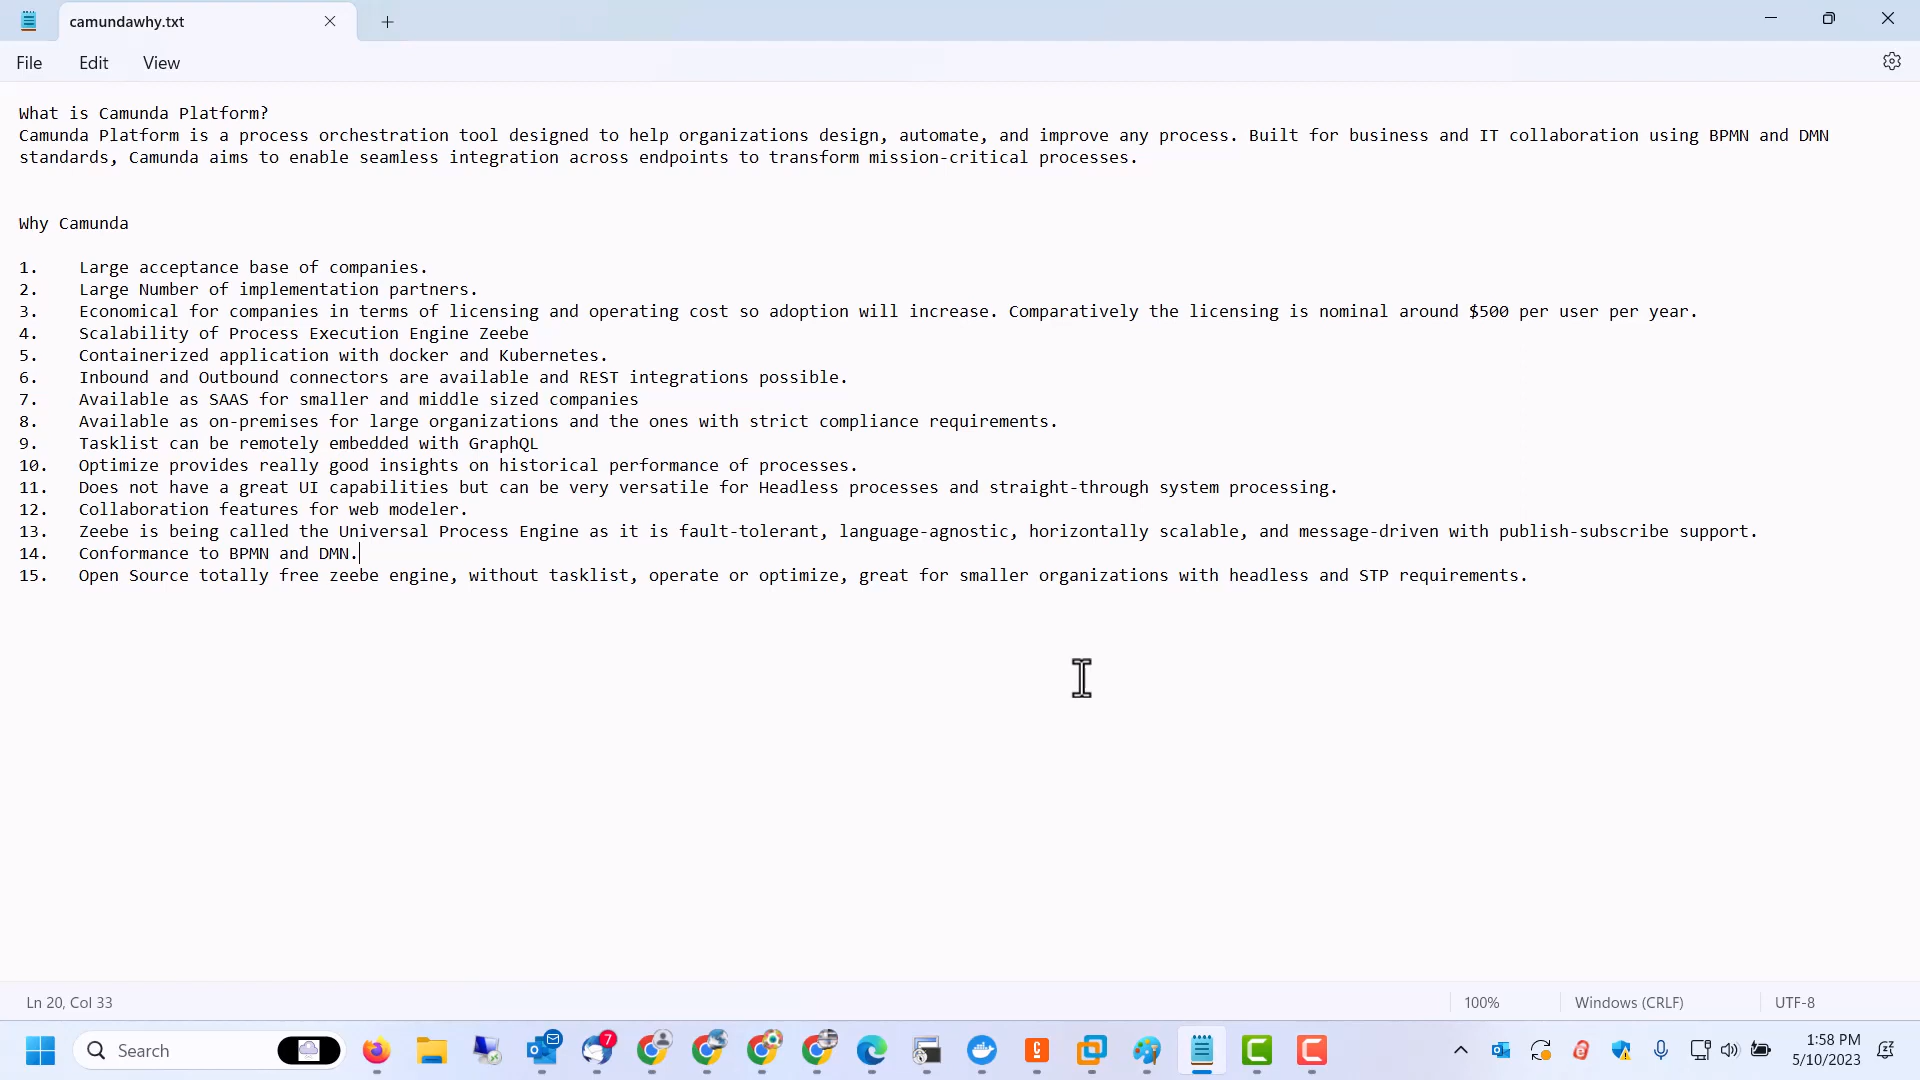 camundawhy.txt
File Edit View
What is Camunda Platform?
Camunda Platform is a process orchestration tool designed to help organizations design, automate, and improve any process. Built for business and IT collaboration using BPMN and DMN
standards, Camunda aims to enable seamless integration across endpoints to transform mission-critical processes.
Why Camunda
1. Large acceptance base of companies.
2. Large Number of implementation partners.
3. Economical for companies in terms of licensing and operating cost so adoption will increase. Comparatively the licensing is nominal around $500 per user per year.
4. Scalability of Process Execution Engine Zeebe
5. Containerized application with docker and Kubernetes.
6. Inbound and Outbound connectors are available and REST integrations possible.
7. Available as SAAS for smaller and middle sized companies
8. Available as on-premises for large organizations and the ones with strict compliance requirements.
9. Tasklist can be remotely embedded with GraphQL
10. Optimize provides really good insights on historical performance of processes.
11. Does not have a great UI capabilities but can be very versatile for Headless processes and straight-through system processing.
12. Collaboration features for web modeler.
13. Zeebe is being called the Universal Process Engine as it is fault-tolerant, language-agnostic, horizontally scalable, and message-driven with publish-subscribe support.
14. Conformance to BPMN and DMN.
15. Open Source totally free zeebe engine, without tasklist, operate or optimize, great for smaller organizations with headless and STP requirements.
Ln 20, Col 33 100% Windows (CRLF) UTF-8
Search 7 1:58 PM
5/10/2023